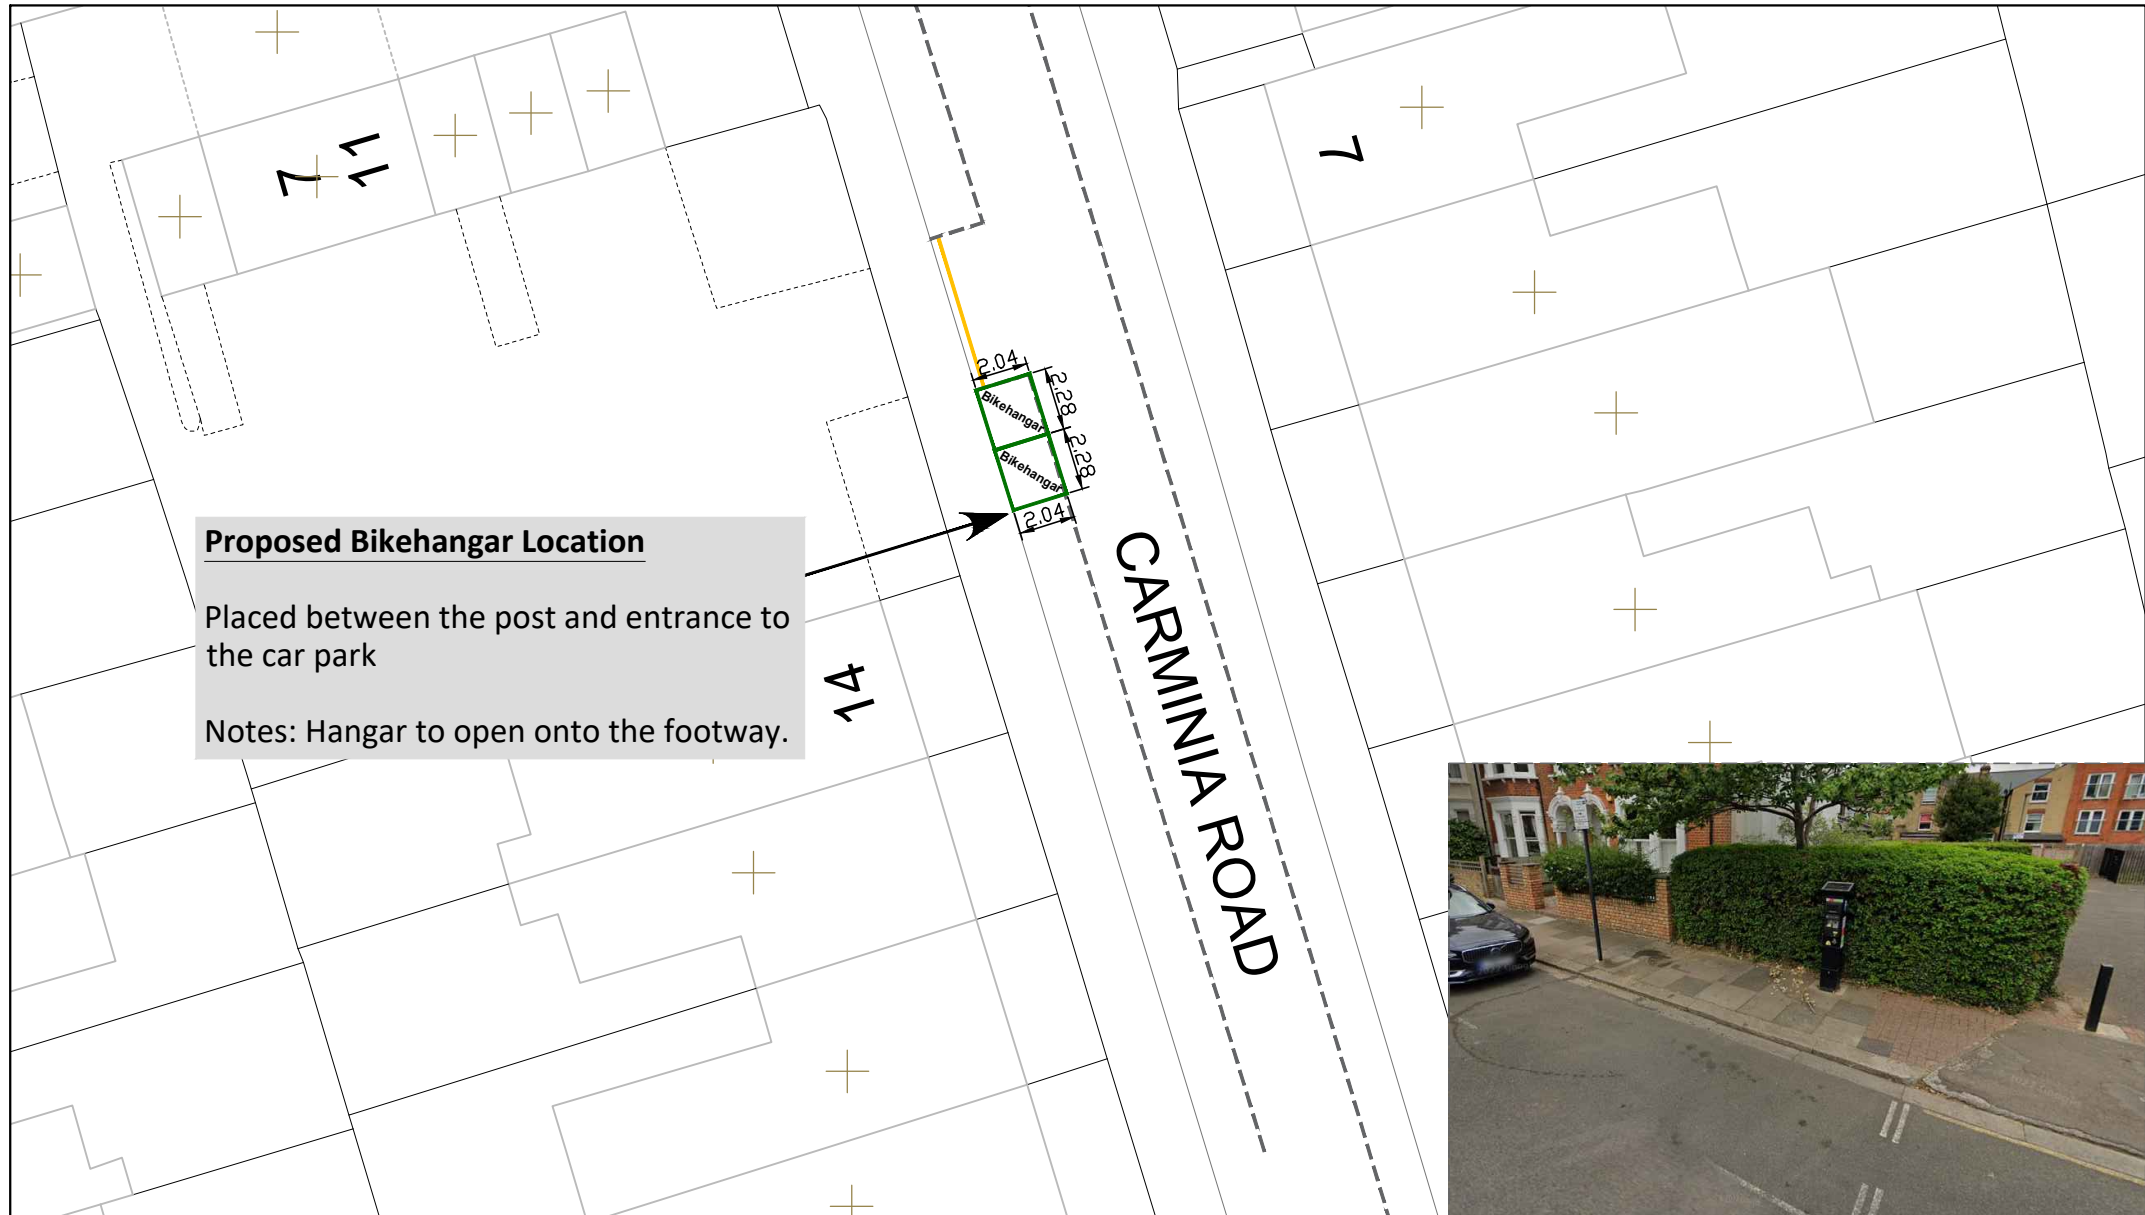 7
11
7
2.04
2.28
Bikehangar
2.28
Bikehangar
2.04
Proposed Bikehangar Location
Placed between the post and entrance to
the car park
Notes: Hangar to open onto the footway.
14
CARMINIA ROAD